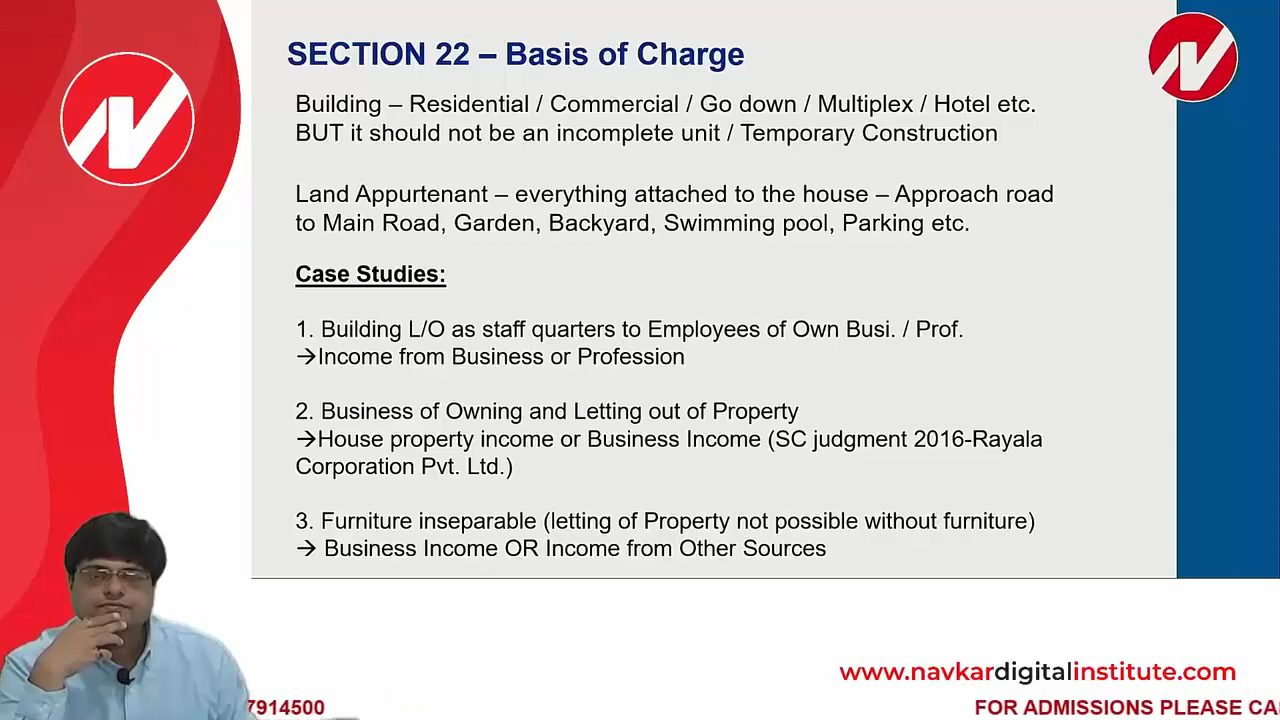 SECTION 22 – Basis of Charge
Building – Residential / Commercial / Go down / Multiplex / Hotel etc.
BUT it should not be an incomplete unit / Temporary Construction
Land Appurtenant – everything attached to the house – Approach road
to Main Road, Garden, Backyard, Swimming pool, Parking etc.
Case Studies:
1. Building L/O as staff quarters to Employees of Own Busi. / Prof.
→Income from Business or Profession
2. Business of Owning and Letting out of Property
→House property income or Business Income (SC judgment 2016-Rayala
Corporation Pvt. Ltd.)
3. Furniture inseparable (letting of Property not possible without furniture)
→ Business Income OR Income from Other Sources
www.navkardigitalinstitute.com
7914500
FOR ADMISSIONS PLEASE CA